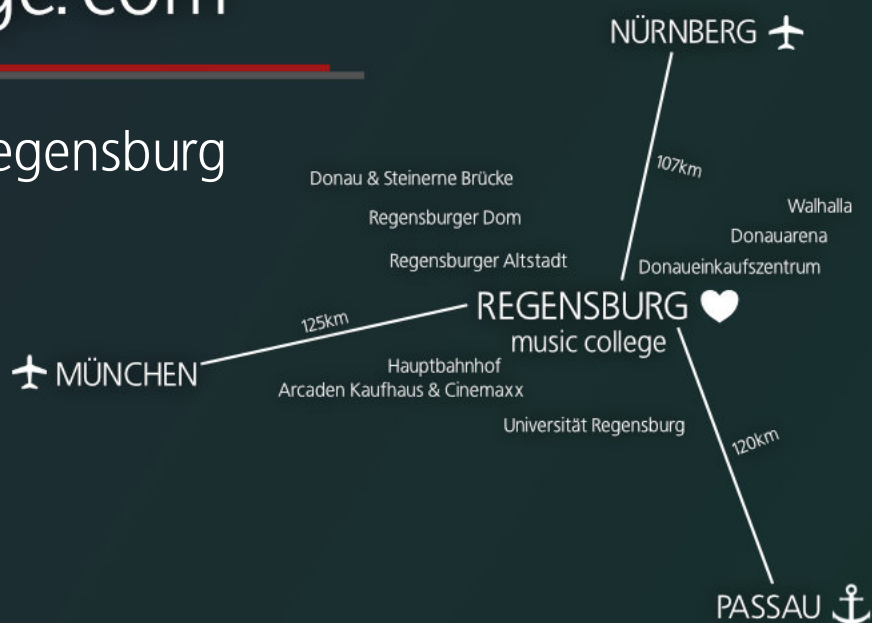 ge.com
egensburg
NÜRNBERG
107km
Donau & Steinerne Brücke
Walhalla
Regensburger Dom
Donauarena
Regensburger Altstadt
Donaueinkaufszentrum
REGENSBURG
music college
125km
MÜNCHEN
Hauptbahnhof
Arcaden Kaufhaus & Cinemaxx
Universität Regensburg
120km
PASSAU